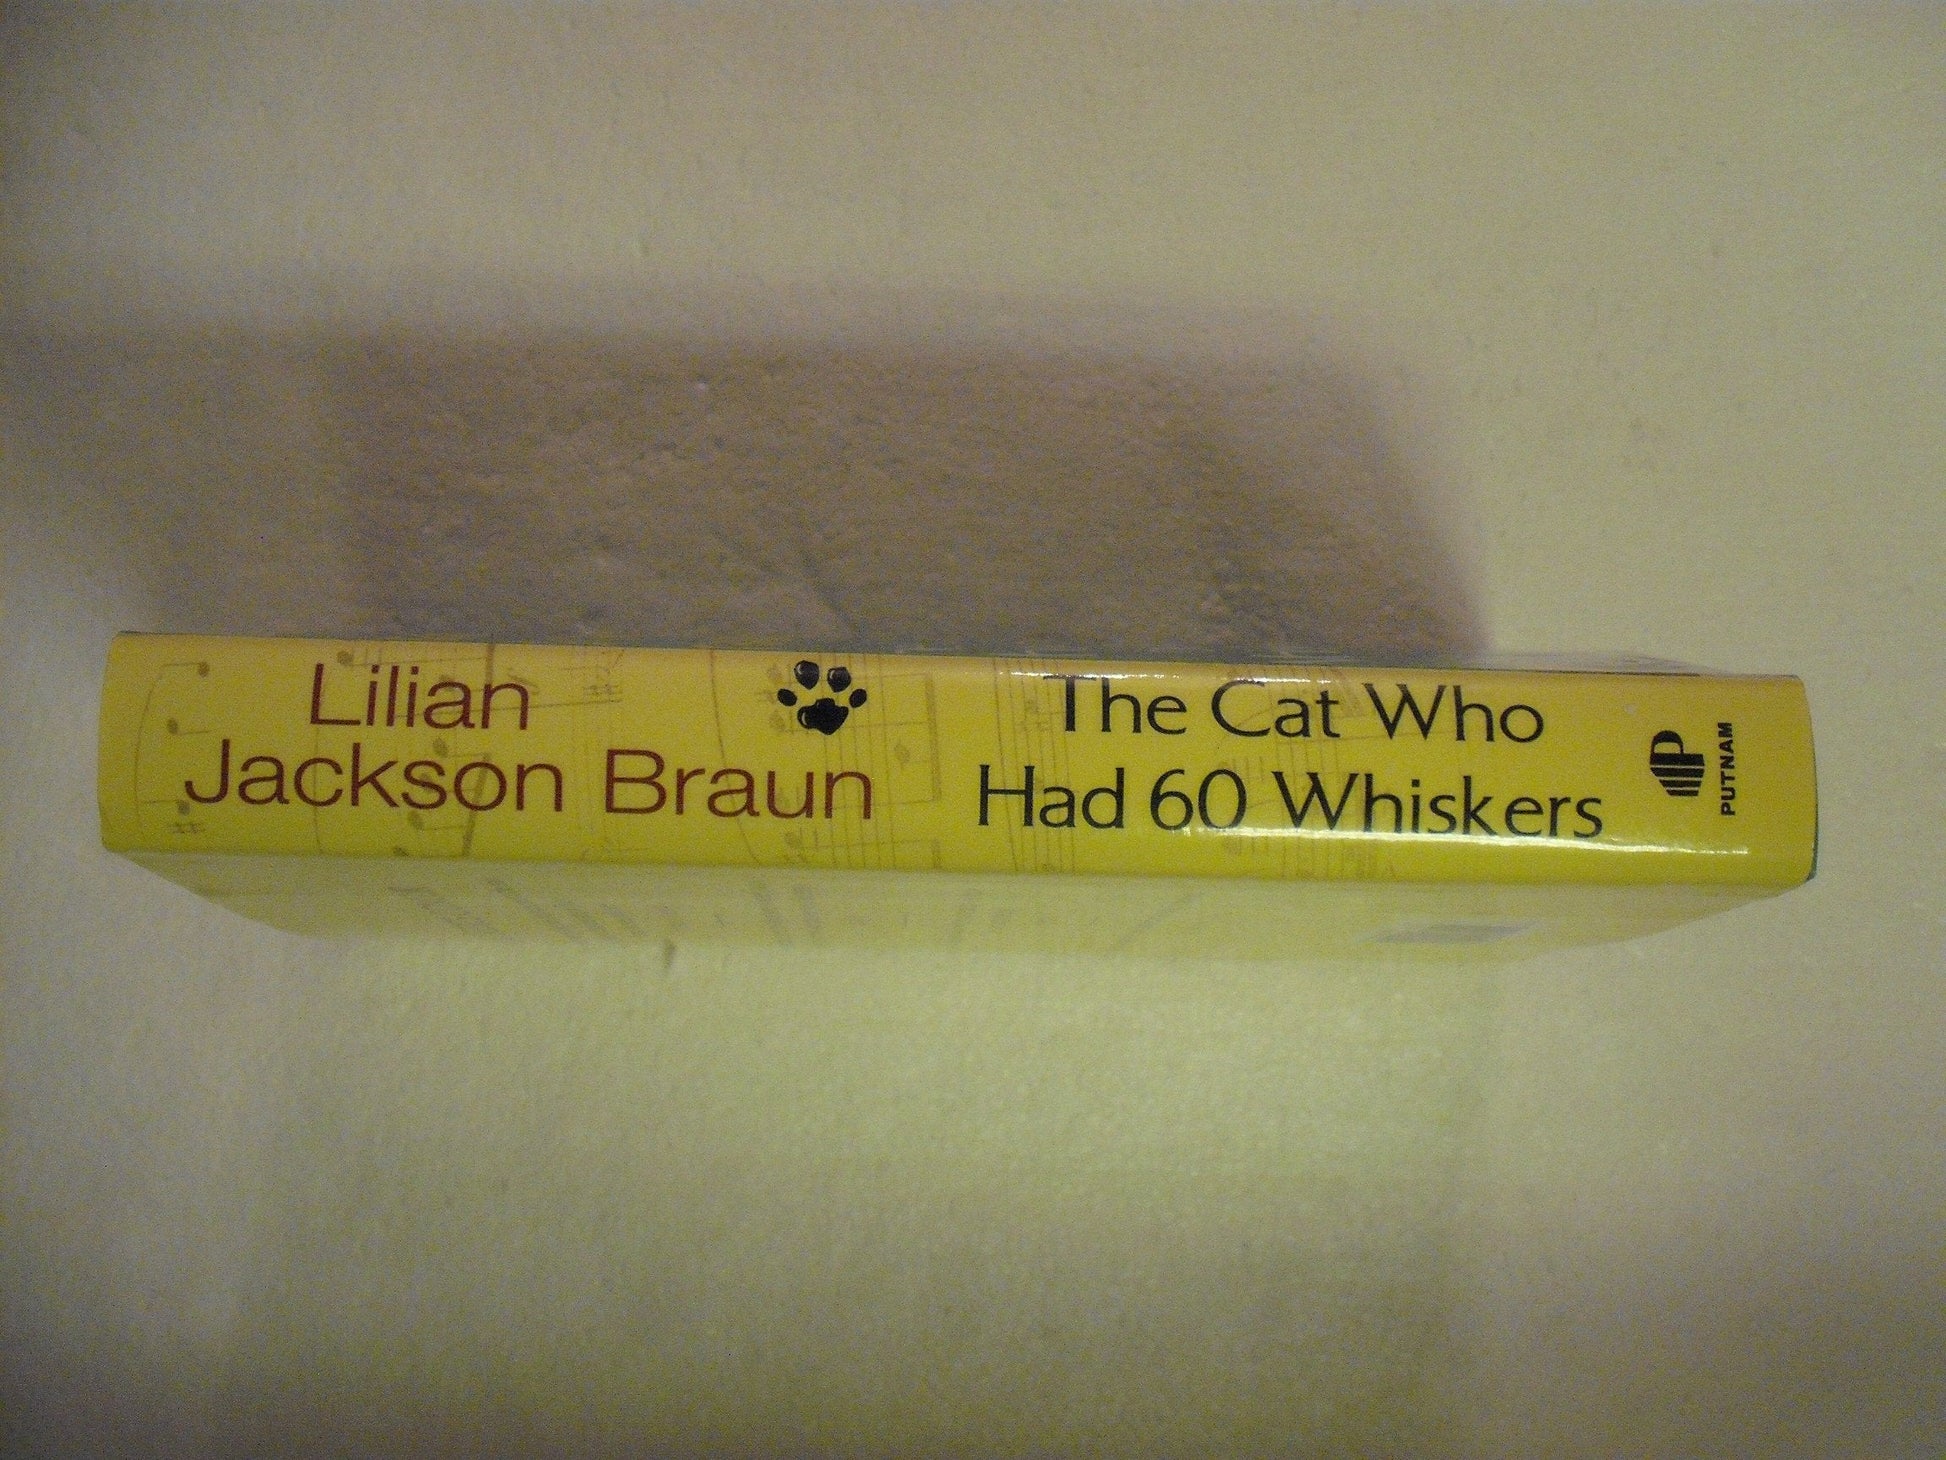 Lilian
Jackson Braun
The Cat Who
Had 60 Whiskers
P
PUTNAM